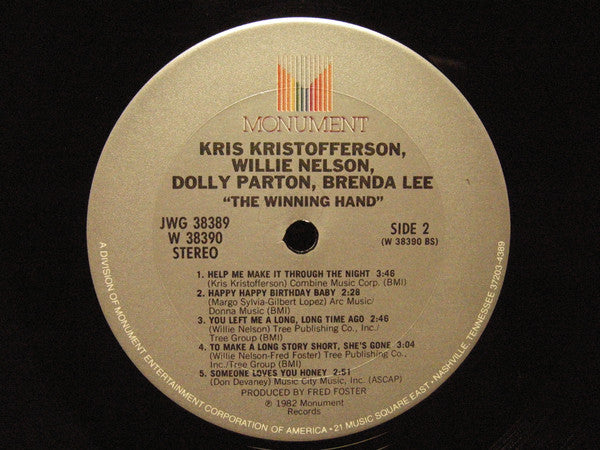 MONUMENT
KRIS KRISTOFFERSON,
WILLIE NELSON,
DOLLY PARTON, BRENDA LEE
“THE WINNING HAND”
JWG 38389
W 38390
STEREO
SIDE 2
(W 38390 BS)
1. HELP ME MAKE IT THROUGH THE NIGHT 3:46
(Kris Kristofferson) Combine Music Corp. (BMI)
2. HAPPY HAPPY BIRTHDAY BABY 2:28
(Margo Sylvia-Gilbert Lopez) Arc Music/
Donna Music (BMI)
3. YOU LEFT ME A LONG, LONG TIME AGO 2:46
(Willie Nelson) Tree Publishing Co., Inc./
Tree Group (BMI)
4. TO MAKE A LONG STORY SHORT, SHE'S GONE 3:04
(Willie Nelson-Fred Foster) Tree Publishing
Co., Inc./Tree Group (BMI)
5. SOMEONE LOVES YOU HONEY 2:51
(Don Devaney) Music City Music, Inc. (ASCAP)
PRODUCED BY FRED FOSTER
℗ 1982 Monument
Records
A DIVISION OF MONUMENT ENTERTAINMENT CORPORATION OF AMERICA • 21 MUSIC SQUARE EAST • NASHVILLE, TENNESSEE 37203-4389